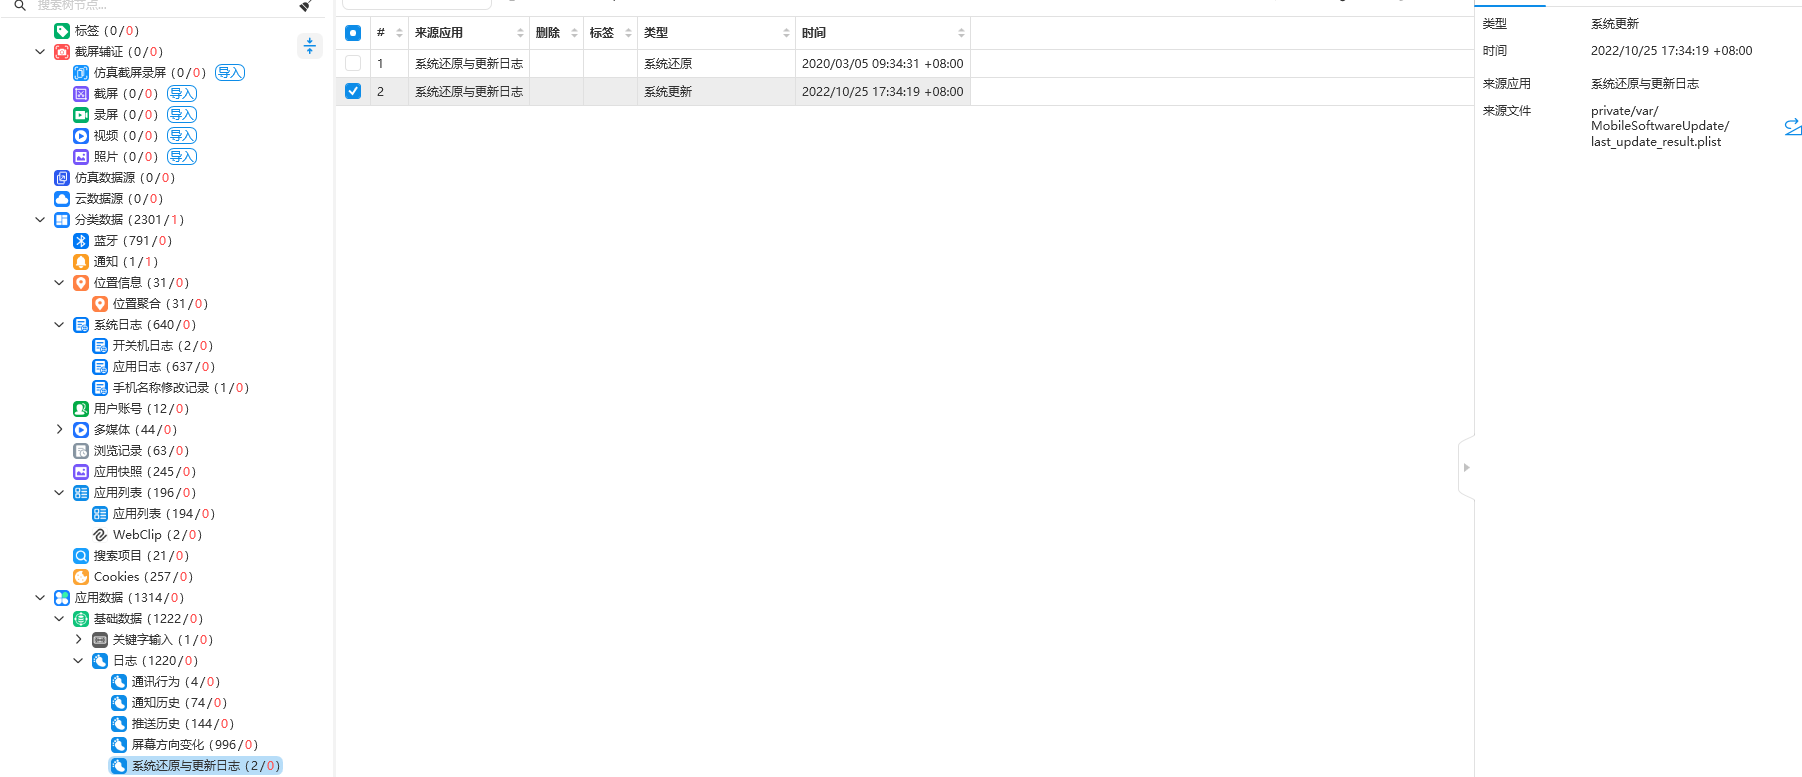 搜索树节点...
标签 (0/0)
截屏辅证 (0/0)
仿真截屏录屏 (0/0) 导入
截屏 (0/0) 导入
录屏 (0/0) 导入
视频 (0/0) 导入
照片 (0/0) 导入
仿真数据源 (0/0)
云数据源 (0/0)
分类数据 (2301/1)
蓝牙 (791/0)
通知 (1/1)
位置信息 (31/0)
位置聚合 (31/0)
系统日志 (640/0)
开关机日志 (2/0)
应用日志 (637/0)
手机名称修改记录 (1/0)
用户账号 (12/0)
多媒体 (44/0)
浏览记录 (63/0)
应用快照 (245/0)
应用列表 (196/0)
应用列表 (194/0)
WebClip (2/0)
搜索项目 (21/0)
Cookies (257/0)
应用数据 (1314/0)
基础数据 (1222/0)
关键字输入 (1/0)
日志 (1220/0)
通讯行为 (4/0)
通知历史 (74/0)
推送历史 (144/0)
屏幕方向变化 (996/0)
系统还原与更新日志 (2/0)
# 来源应用 删除 标签 类型 时间
1 系统还原与更新日志 系统还原 2020/03/05 09:34:31 +08:00
2 系统还原与更新日志 系统更新 2022/10/25 17:34:19 +08:00
类型 系统更新
时间 2022/10/25 17:34:19 +08:00
来源应用 系统还原与更新日志
来源文件 private/var/
MobileSoftwareUpdate/
last_update_result.plist